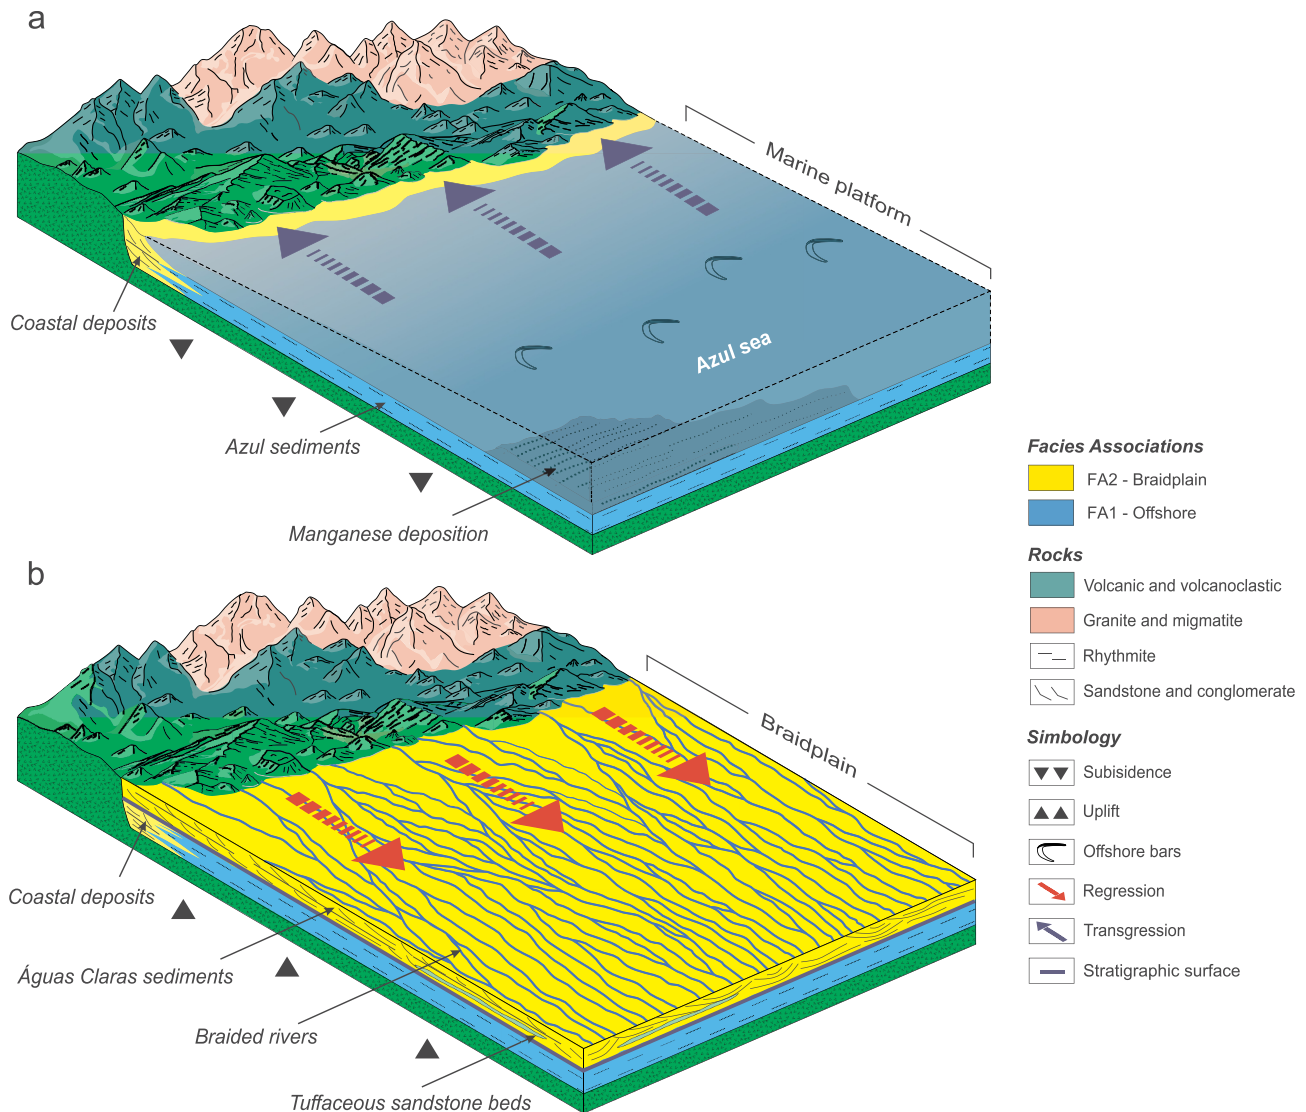 a
Marine platform
Azul sea
Coastal deposits
Azul sediments
Manganese deposition
b
Braidplain
Coastal deposits
Águas Claras sediments
Braided rivers
Tuffaceous sandstone beds
Facies Associations
FA2 - Braidplain
FA1 - Offshore
Rocks
Volcanic and volcanoclastic
Granite and migmatite
Rhythmite
Sandstone and conglomerate
Simbology
Subisidence
Uplift
Offshore bars
Regression
Transgression
Stratigraphic surface